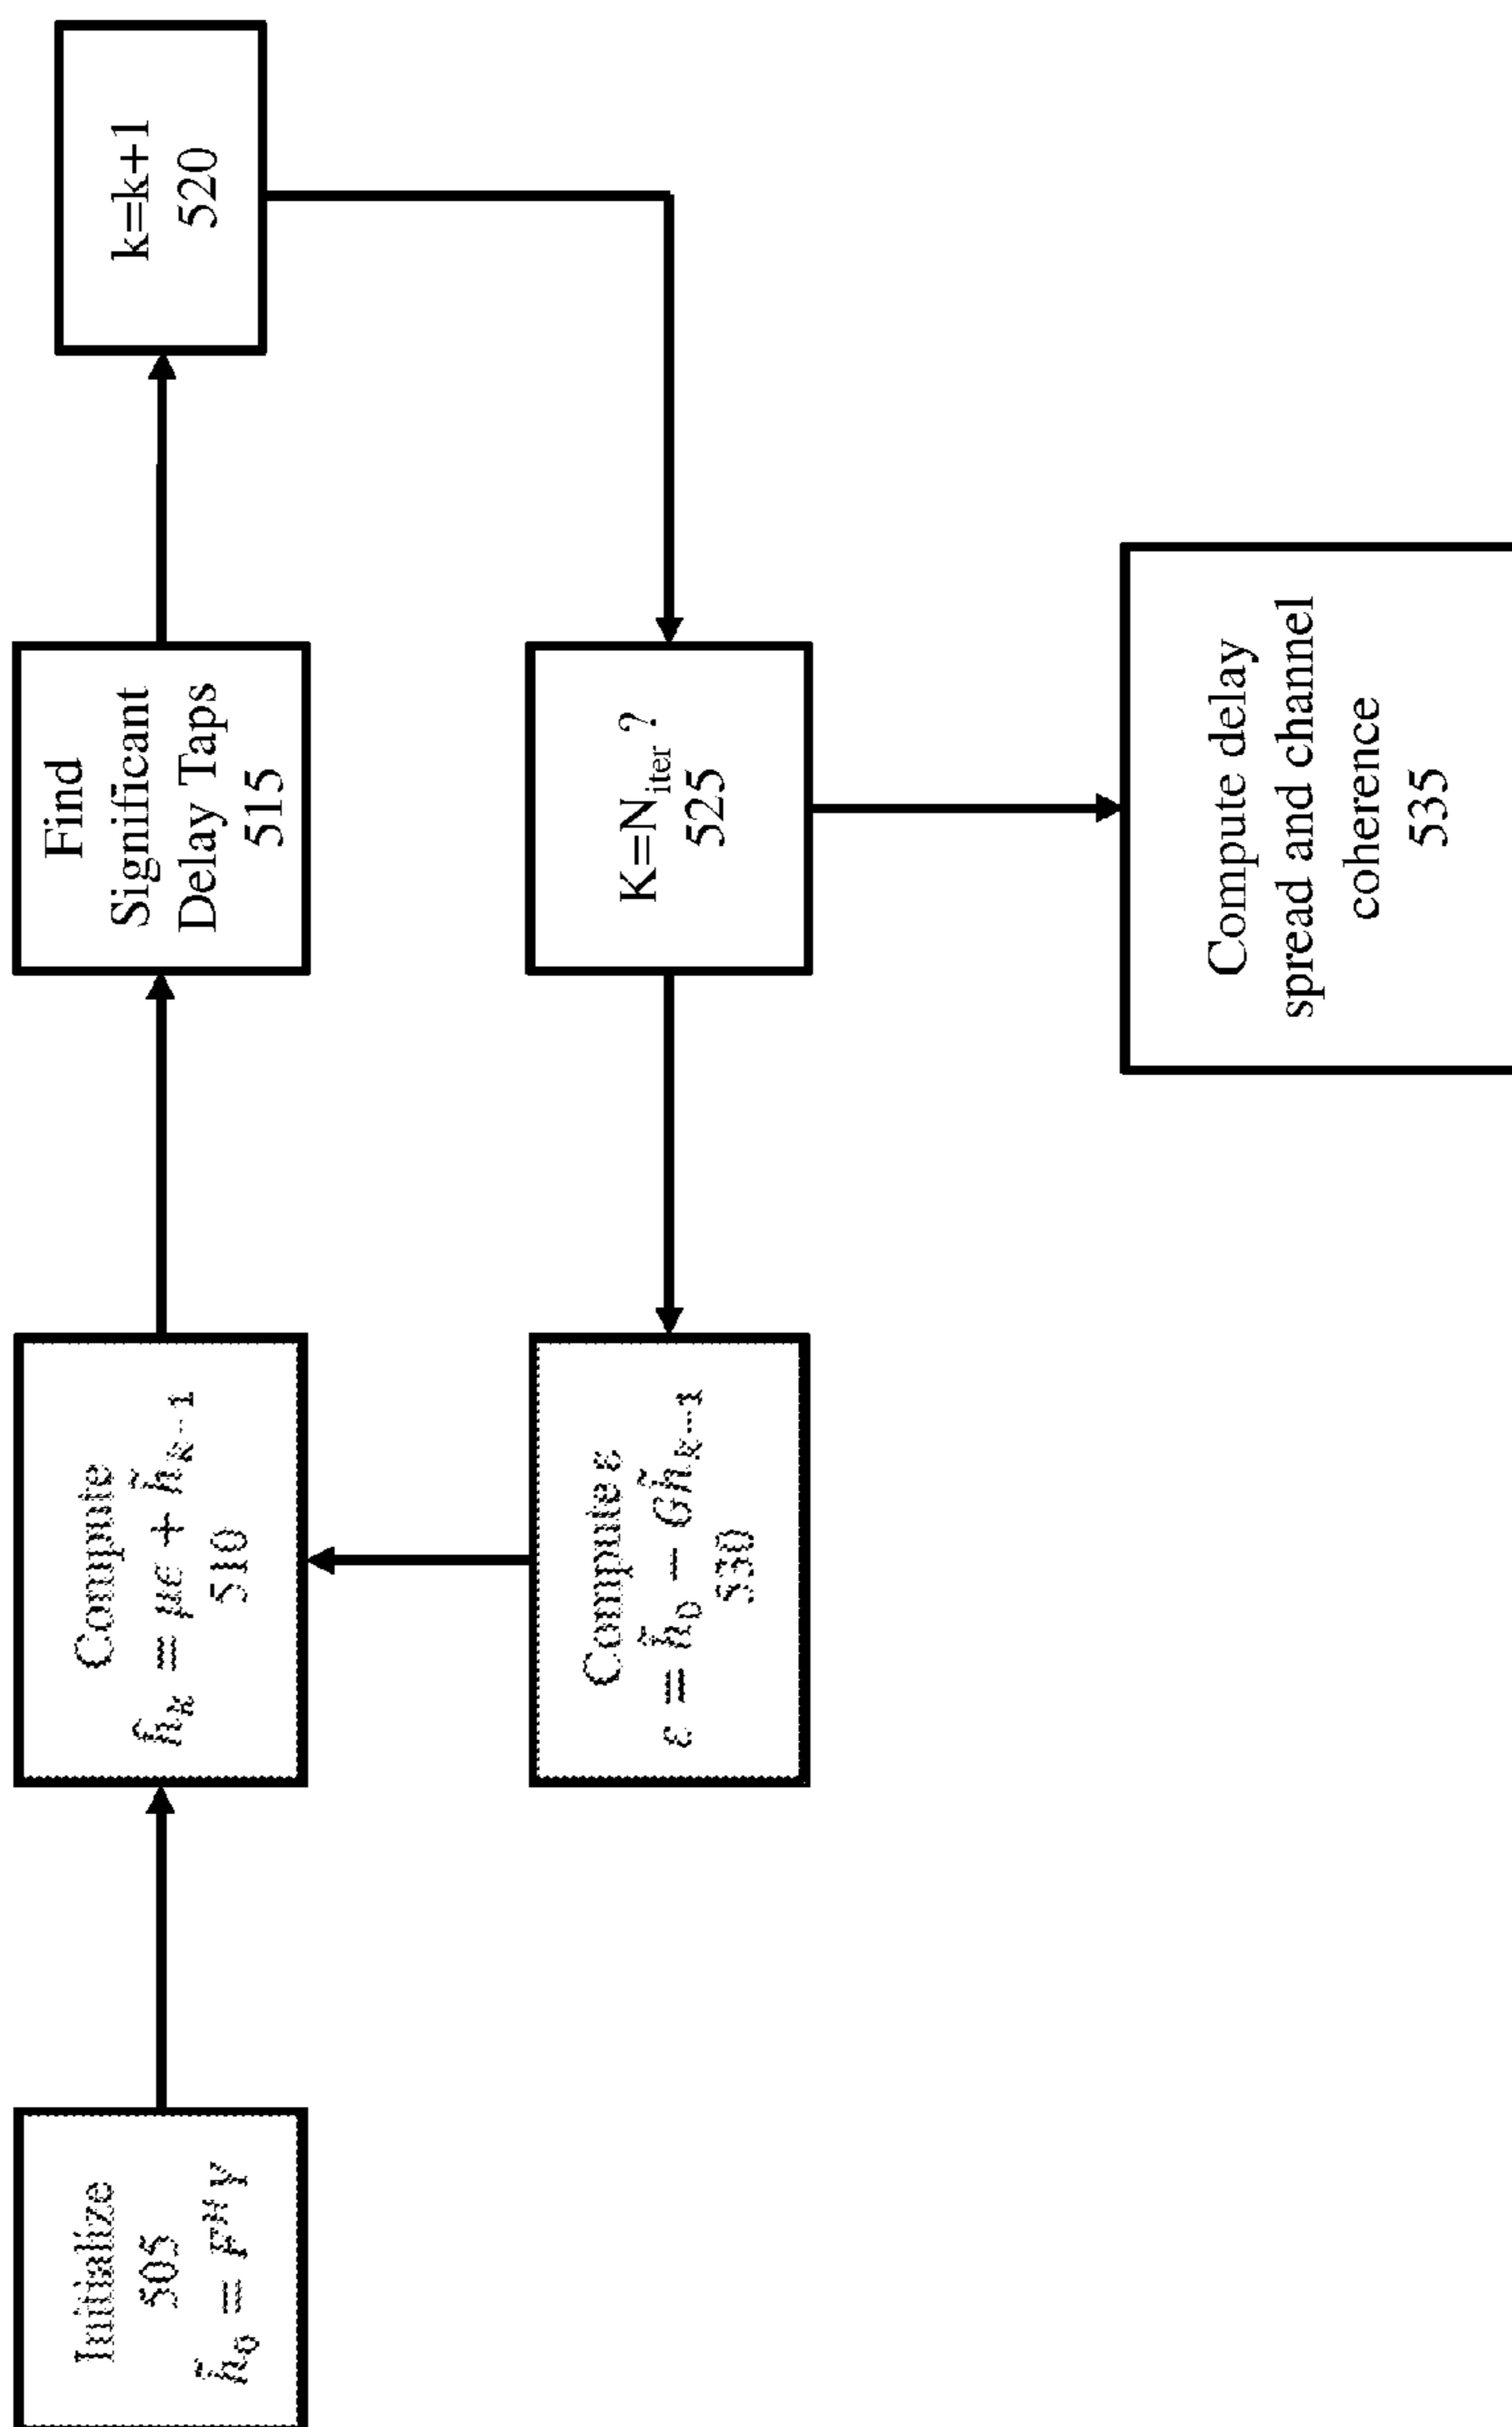 Initialize
505
h̃₀ = FᴴY
Compute
h̃ₖ = με + h̃ₖ₋₁
510
Find
Significant
Delay Taps
515
k=k+1
520
K=Nᵢₜₑᵣ ?
525
Compute ε
ε = h̃₀ − Gh̃ₖ₋₁
530
Compute delay
spread and channel
coherence
535